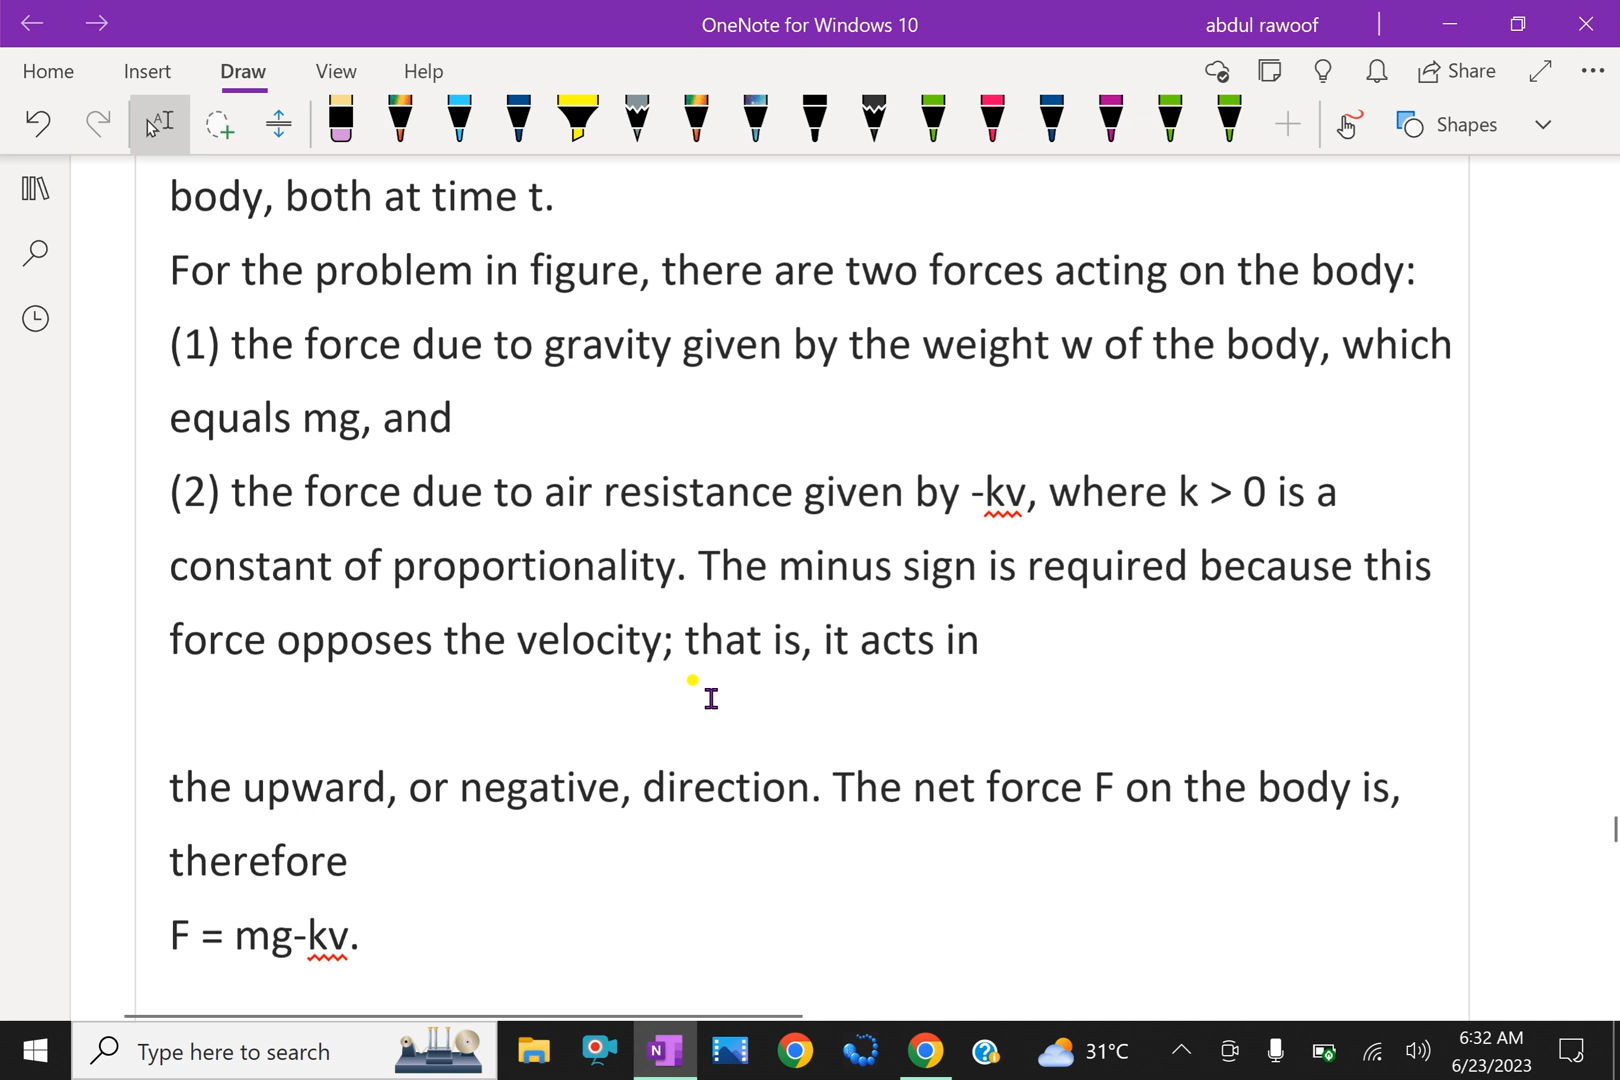 OneNote for Windows 10
abdul rawoof
Home Insert Draw View Help
Share
Shapes
body, both at time t.
For the problem in figure, there are two forces acting on the body:
(1) the force due to gravity given by the weight w of the body, which
equals mg, and
(2) the force due to air resistance given by -kv, where k > 0 is a
constant of proportionality. The minus sign is required because this
force opposes the velocity; that is, it acts in
the upward, or negative, direction. The net force F on the body is,
therefore
F = mg-kv.
Type here to search
31°C
6:32 AM
6/23/2023